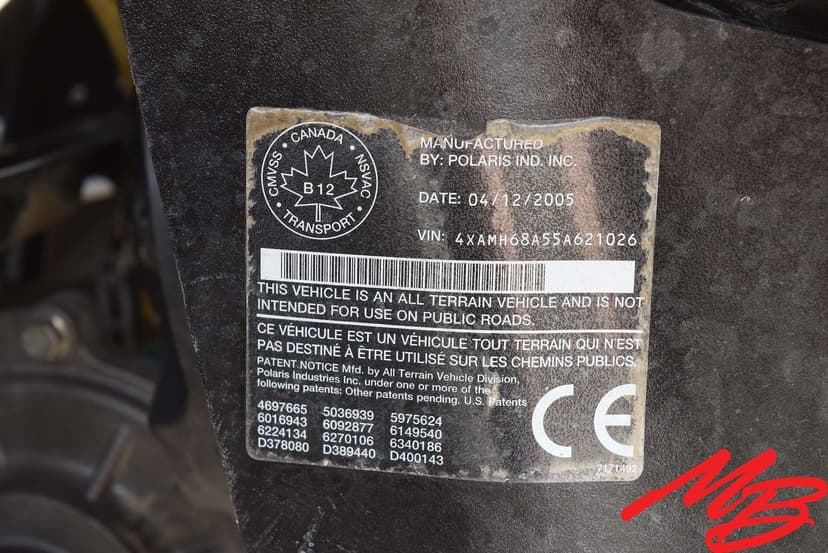 CANADA
CMVSS
NSVAC
B 12
TRANSPORT
MANUFACTURED
BY: POLARIS IND. INC.
DATE: 04/12/2005
VIN: 4XAMH68A55A621026
THIS VEHICLE IS AN ALL TERRAIN VEHICLE AND IS NOT
INTENDED FOR USE ON PUBLIC ROADS.
CE VÉHICULE EST UN VÉHICULE TOUT TERRAIN QUI N'EST
PAS DESTINÉ À ÊTRE UTILISÉ SUR LES CHEMINS PUBLICS.
PATENT NOTICE Mfd. by All Terrain Vehicle Division,
Polaris Industries Inc. under one or more of the
following patents: Other patents pending. U.S. Patents
4697665 5036939 5975624
6016943 6092877 6149540
6224134 6270106 6340186
D378080 D389440 D400143
CE
7171492
MB